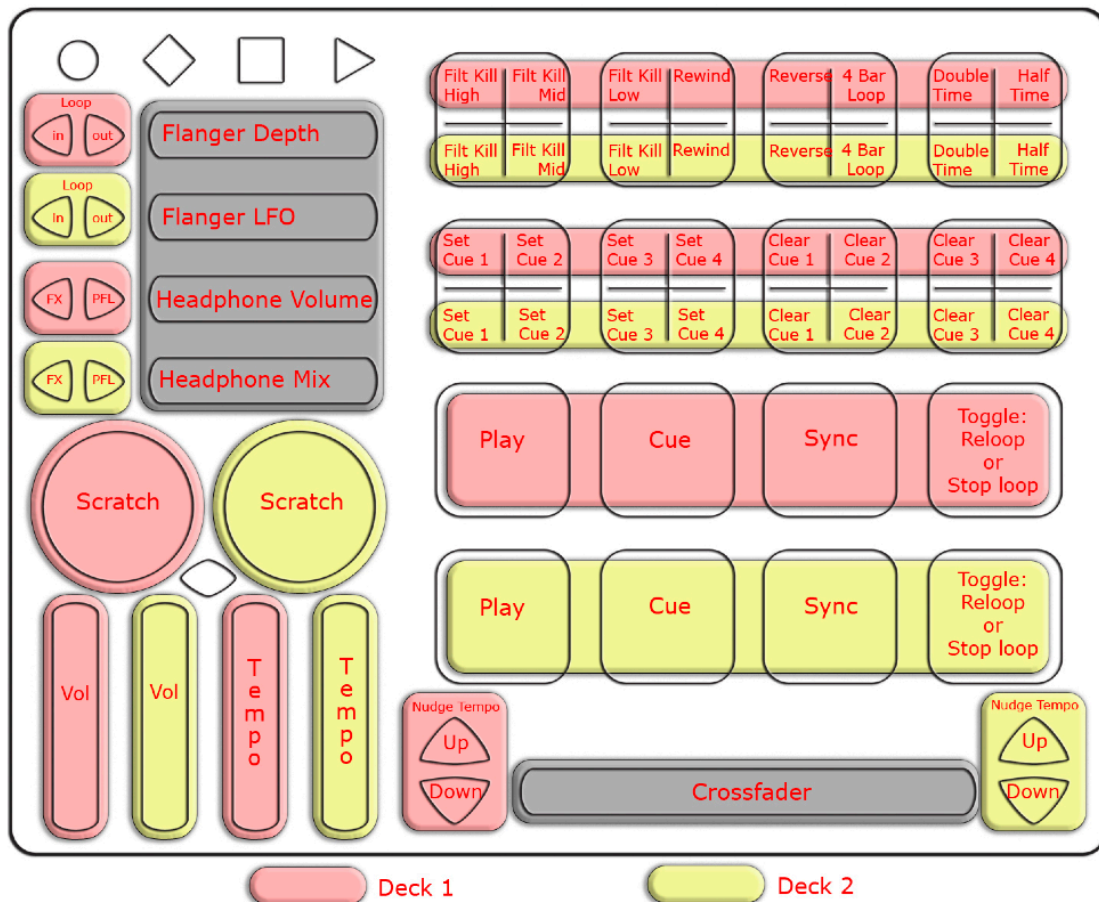 Loop
in out
Loop
In out
FX PFL
FX PFL
Flanger Depth
Flanger LFO
Headphone Volume
Headphone Mix
Scratch
Scratch
Vol
Vol
Tempo
Tempo
Filt Kill High
Filt Kill Mid
Filt Kill Low
Rewind
Reverse
4 Bar Loop
Double Time
Half Time
Filt Kill High
Filt Kill Mid
Filt Kill Low
Rewind
Reverse
4 Bar Loop
Double Time
Half Time
Set Cue 1
Set Cue 2
Set Cue 3
Set Cue 4
Clear Cue 1
Clear Cue 2
Clear Cue 3
Clear Cue 4
Set Cue 1
Set Cue 2
Set Cue 3
Set Cue 4
Clear Cue 1
Clear Cue 2
Clear Cue 3
Clear Cue 4
Play
Cue
Sync
Toggle:
Reloop
or
Stop loop
Play
Cue
Sync
Toggle:
Reloop
or
Stop loop
Nudge Tempo
Up
Down
Crossfader
Nudge Tempo
Up
Down
Deck 1
Deck 2